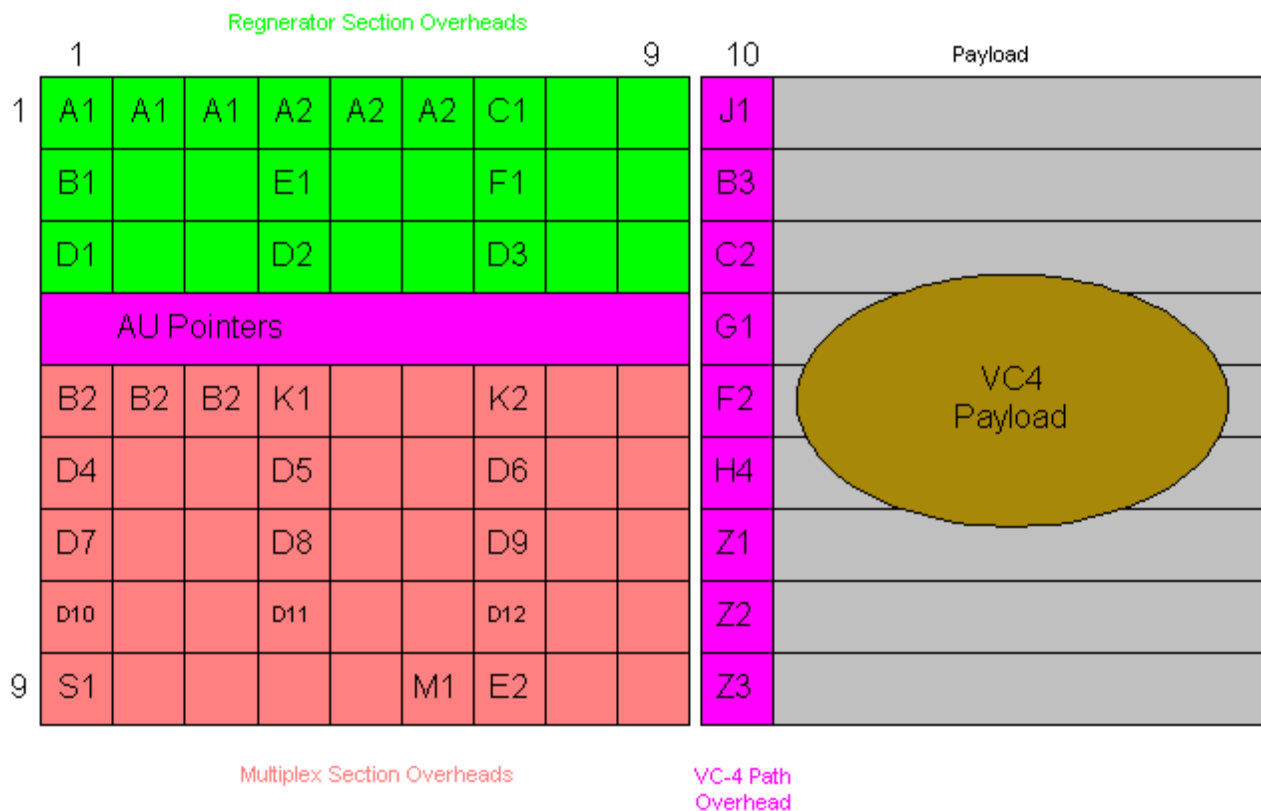 Regnerator Section Overheads
1 9 10 Payload
1 A1 A1 A1 A2 A2 A2 C1 J1
B1 E1 F1 B3
D1 D2 D3 C2
AU Pointers G1
B2 B2 B2 K1 K2 F2
VC4
Payload
D4 D5 D6 H4
D7 D8 D9 Z1
D10 D11 D12 Z2
9 S1 M1 E2 Z3
Multiplex Section Overheads
VC-4 Path
Overhead